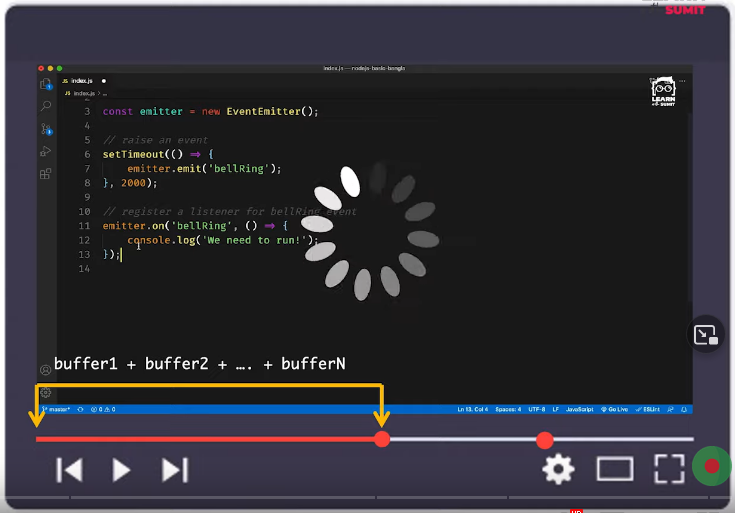 SUMIT
index.js — nodejs-basic-bangla
JS index.js
JS index.js > ...
LEARN
SUMIT
3 const emitter = new EventEmitter();
4
5 // raise an event
6 setTimeout(() => {
7 emitter.emit('bellRing');
8 }, 2000);
9
10 // register a listener for bellRing event
11 emitter.on('bellRing', () => {
12 console.log('We need to run!');
13 });
14
buffer1 + buffer2 + .... + bufferN
master* 0 0 Ln 13, Col 4 Spaces: 4 UTF-8 LF JavaScript Go Live ESLint